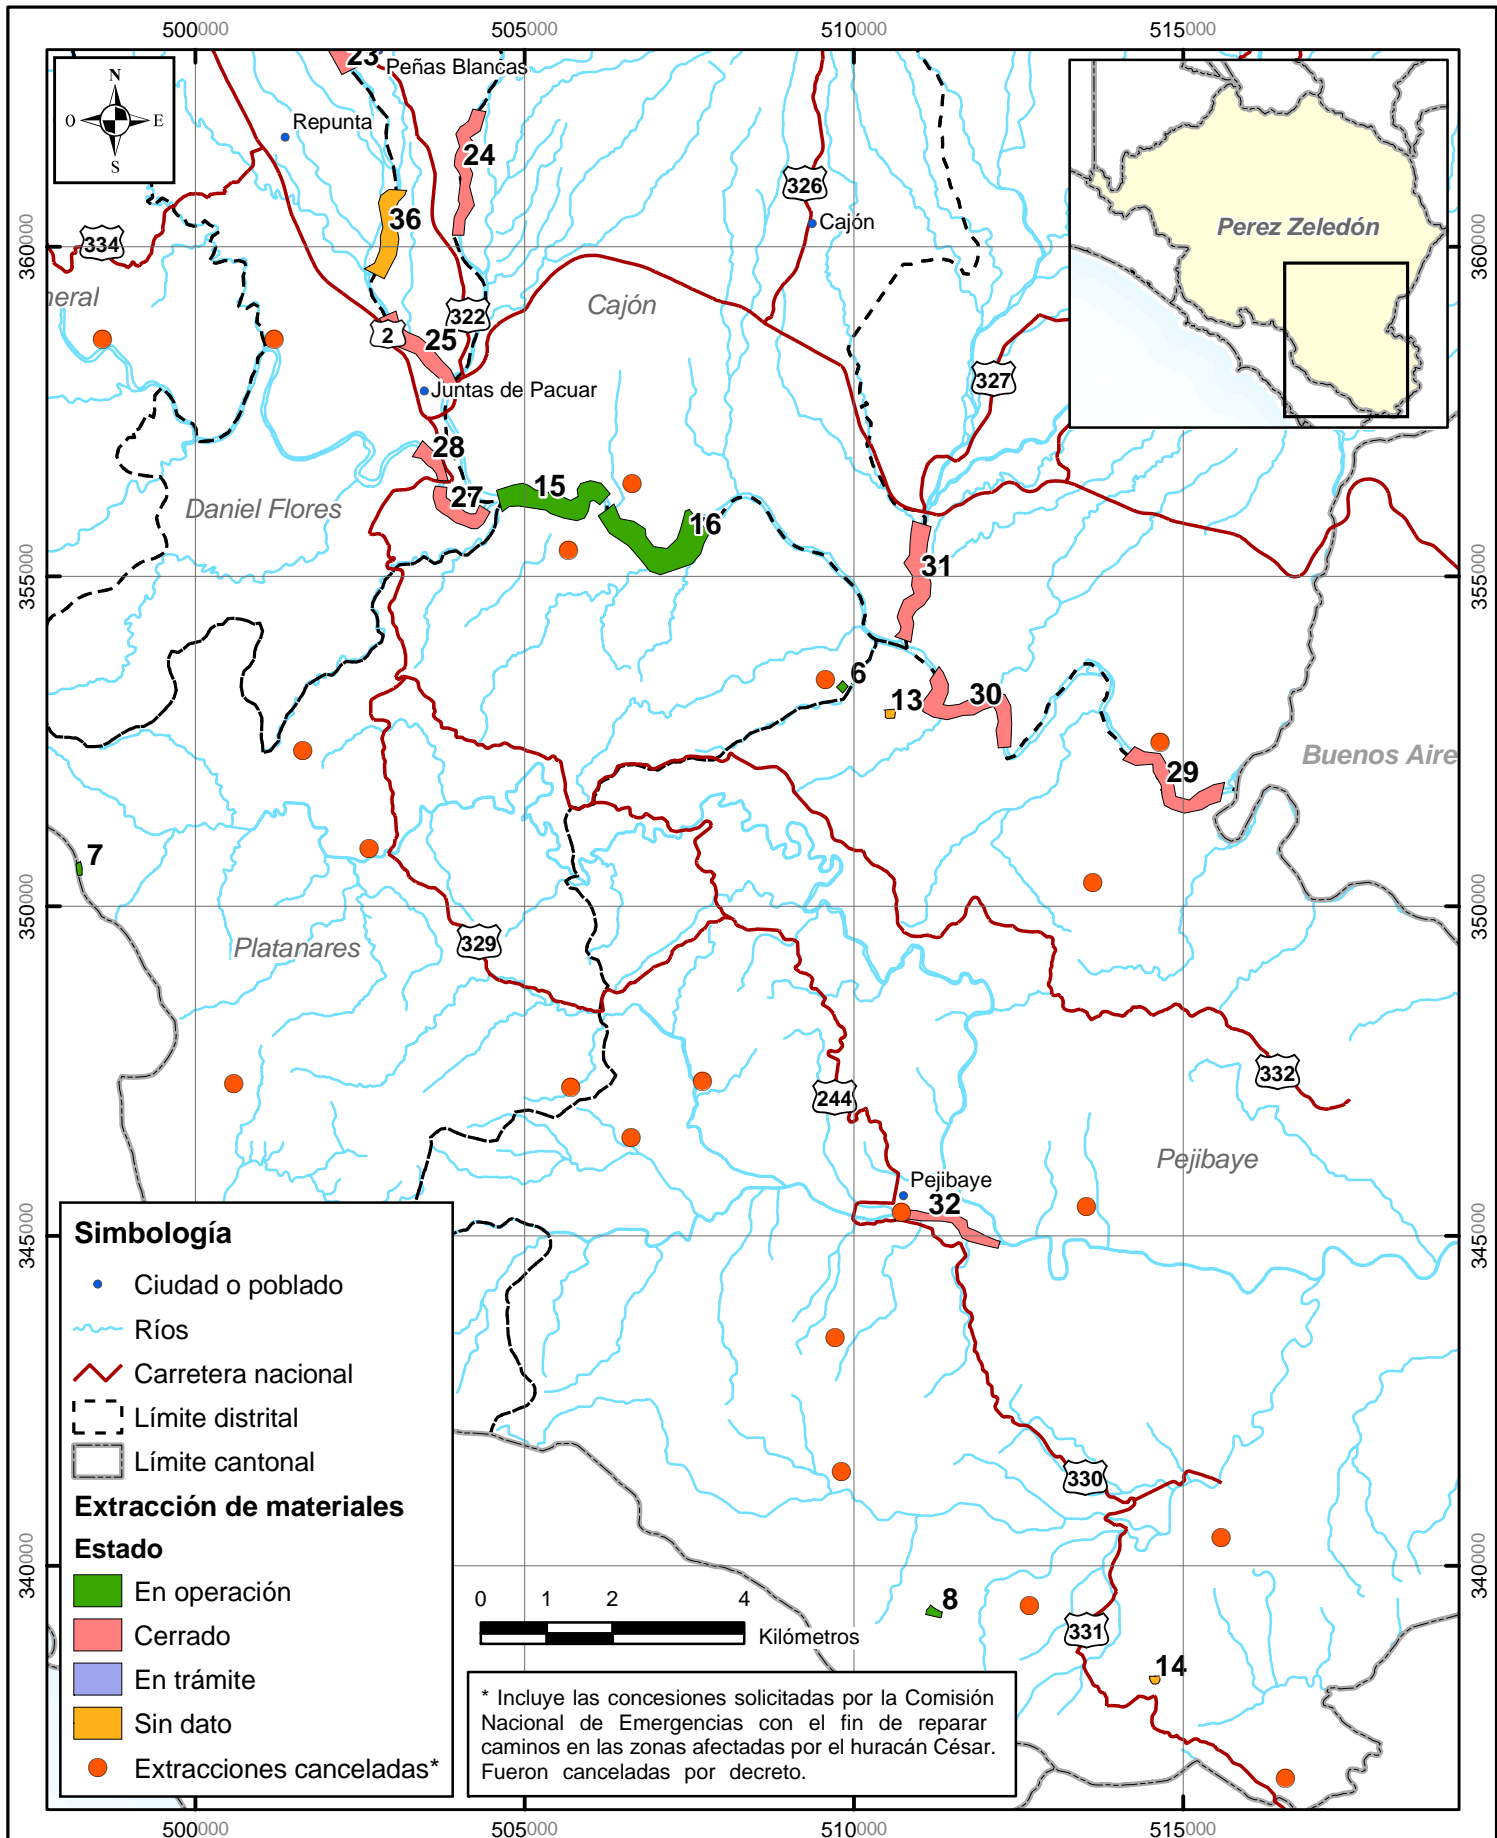 500000
505000
510000
515000
23
Peñas Blancas
N
O
E
S
Repunta
24
326
Perez Zeledón
36
Cajón
334
360000
360000
neral
Cajón
322
2
25
327
Juntas de Pacuar
28
Daniel Flores
27
15
16
31
355000
355000
6
13
30
29
Buenos Aire
7
350000
350000
Platanares
329
332
244
Pejibaye
Pejibaye
32
345000
345000
Simbología
Ciudad o poblado
Ríos
Carretera nacional
Límite distrital
Límite cantonal
Extracción de materiales
Estado
En operación
Cerrado
En trámite
Sin dato
Extracciones canceladas*
330
340000
0
1
2
4
Kilómetros
8
331
14
* Incluye las concesiones solicitadas por la Comisión
Nacional de Emergencias con el fin de reparar
caminos en las zonas afectadas por el huracán César.
Fueron canceladas por decreto.
340000
500000
505000
510000
515000